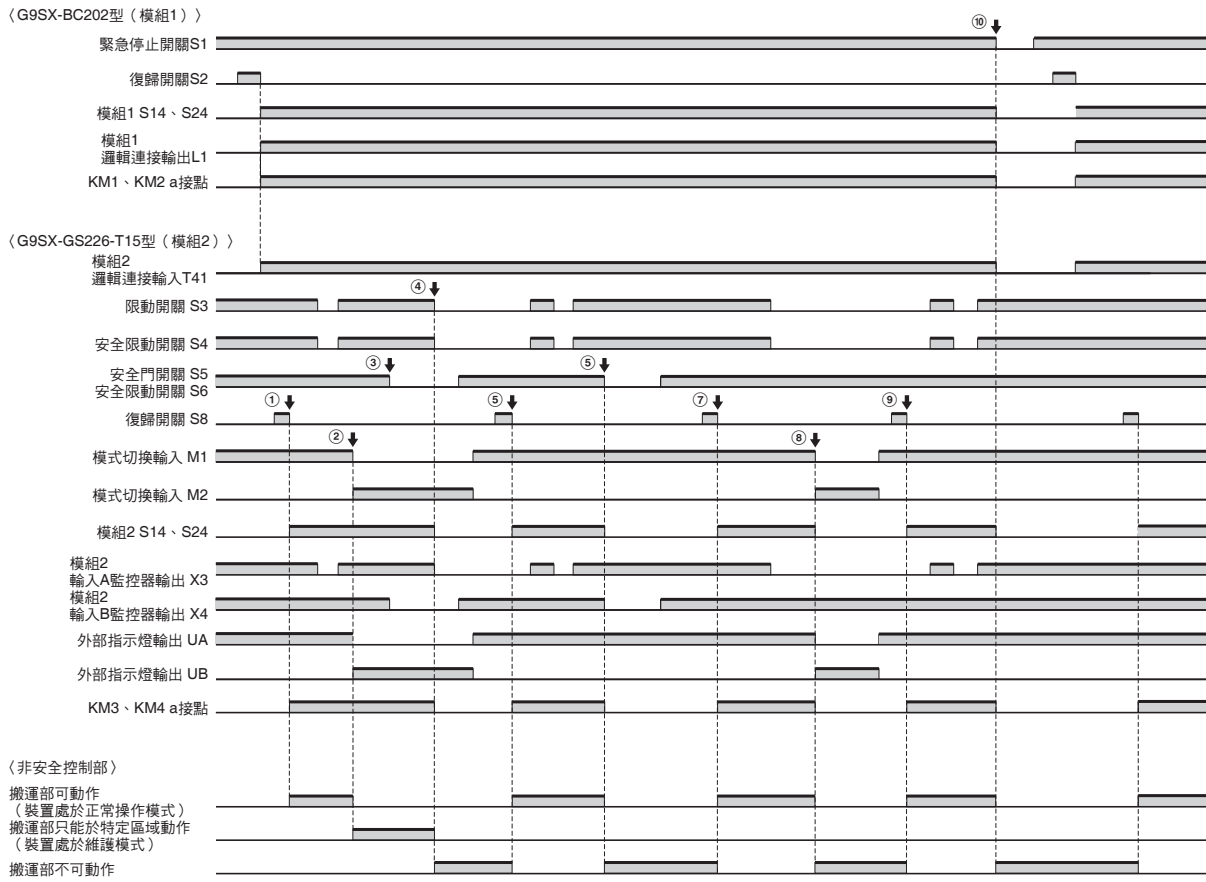 〈G9SX-BC202型（模組1）〉
⑩
緊急停止開關S1
復歸開關S2
模組1 S14、S24
模組1
邏輯連接輸出L1
KM1、KM2 a接點
〈G9SX-GS226-T15型（模組2）〉
模組2
邏輯連接輸入T41
④
限動開關 S3
安全限動開關 S4
③ ⑤
安全門開關 S5
安全限動開關 S6
① ⑤ ⑦ ⑨
復歸開關 S8
② ⑧
模式切換輸入 M1
模式切換輸入 M2
模組2 S14、S24
模組2
輸入A監控器輸出 X3
模組2
輸入B監控器輸出 X4
外部指示燈輸出 UA
外部指示燈輸出 UB
KM3、KM4 a接點
〈非安全控制部〉
搬運部可動作
（裝置處於正常操作模式）
搬運部只能於特定區域動作
（裝置處於維護模式）
搬運部不可動作